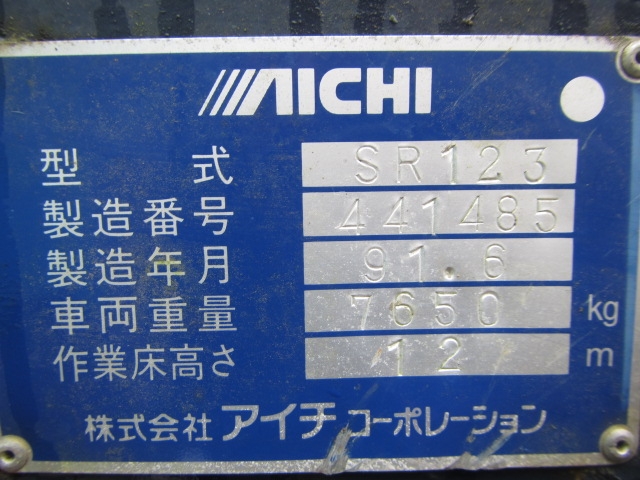 AICHI
型式 SR123
製造番号 441485
製造年月 91.6
車両重量 7650 kg
作業床高さ 12 m
株式会社 アイチ コーポレーション